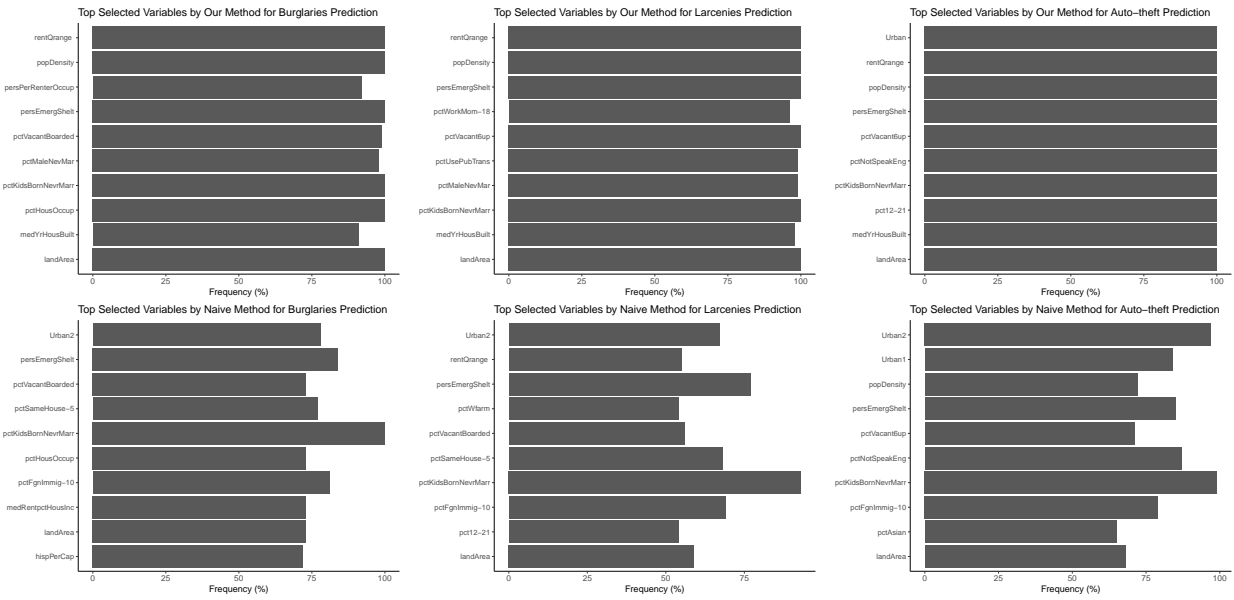 Top Selected Variables by Our Method for Burglaries Prediction
rentQrange
popDensity
persPerRenterOccup
persEmergShelt
pctVacantBoarded
pctMaleNevMar
pctKidsBornNevrMarr
pctHousOccup
medYrHousBuilt
landArea
0 25 50 75 100
Frequency (%)
Top Selected Variables by Our Method for Larcenies Prediction
rentQrange
popDensity
persEmergShelt
pctWorkMom−18
pctVacant6up
pctUsePubTrans
pctMaleNevMar
pctKidsBornNevrMarr
medYrHousBuilt
landArea
0 25 50 75 100
Frequency (%)
Top Selected Variables by Our Method for Auto−theft Prediction
Urban
rentQrange
popDensity
persEmergShelt
pctVacant6up
pctNotSpeakEng
pctKidsBornNevrMarr
pct12−21
medYrHousBuilt
landArea
0 25 50 75 100
Frequency (%)
Top Selected Variables by Naive Method for Burglaries Prediction
Urban2
persEmergShelt
pctVacantBoarded
pctSameHouse−5
pctKidsBornNevrMarr
pctHousOccup
pctFgnImmig−10
medRentpctHousInc
landArea
hispPerCap
0 25 50 75 100
Frequency (%)
Top Selected Variables by Naive Method for Larcenies Prediction
Urban2
rentQrange
persEmergShelt
pctWfarm
pctVacantBoarded
pctSameHouse−5
pctKidsBornNevrMarr
pctFgnImmig−10
pct12−21
landArea
0 25 50 75
Frequency (%)
Top Selected Variables by Naive Method for Auto−theft Prediction
Urban2
Urban1
popDensity
persEmergShelt
pctVacant6up
pctNotSpeakEng
pctKidsBornNevrMarr
pctFgnImmig−10
pctAsian
landArea
0 25 50 75 100
Frequency (%)